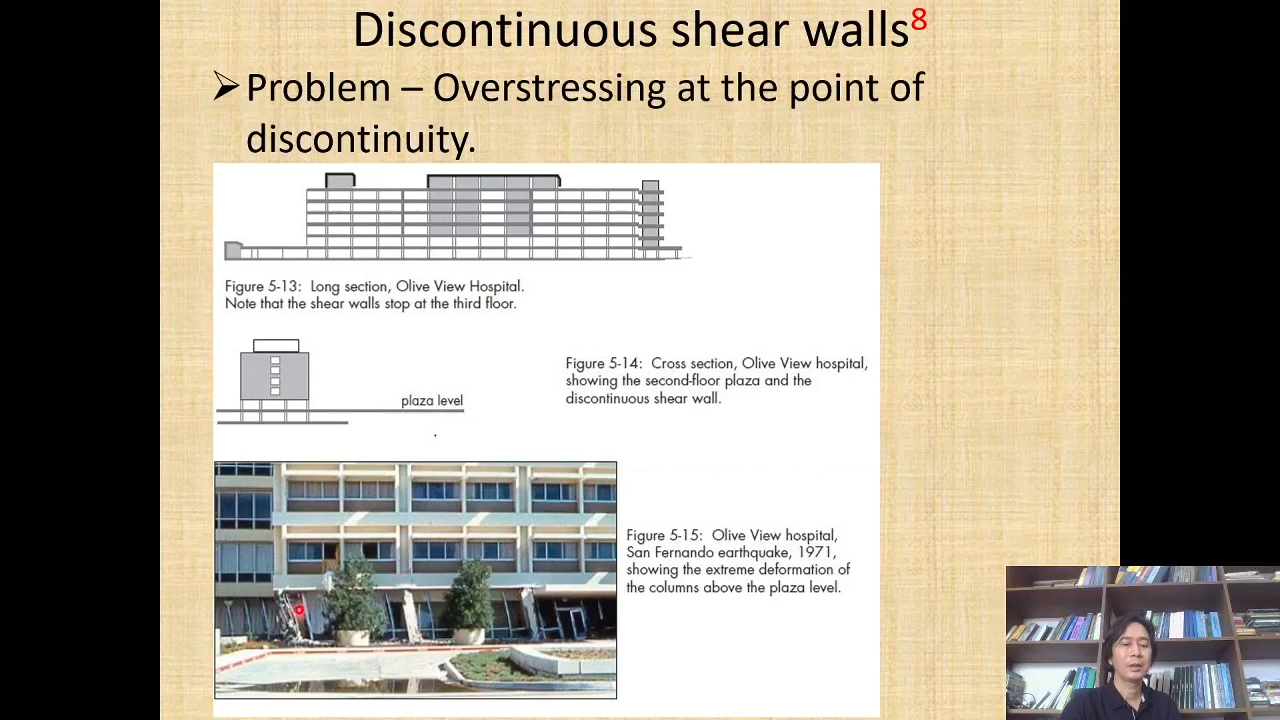 Discontinuous shear walls8
Problem – Overstressing at the point of
discontinuity.
Figure 5-13: Long section, Olive View Hospital.
Note that the shear walls stop at the third floor.
Figure 5-14: Cross section, Olive View hospital,
showing the second-floor plaza and the
discontinuous shear wall.
plaza level
Figure 5-15: Olive View hospital,
San Fernando earthquake, 1971,
showing the extreme deformation of
the columns above the plaza level.